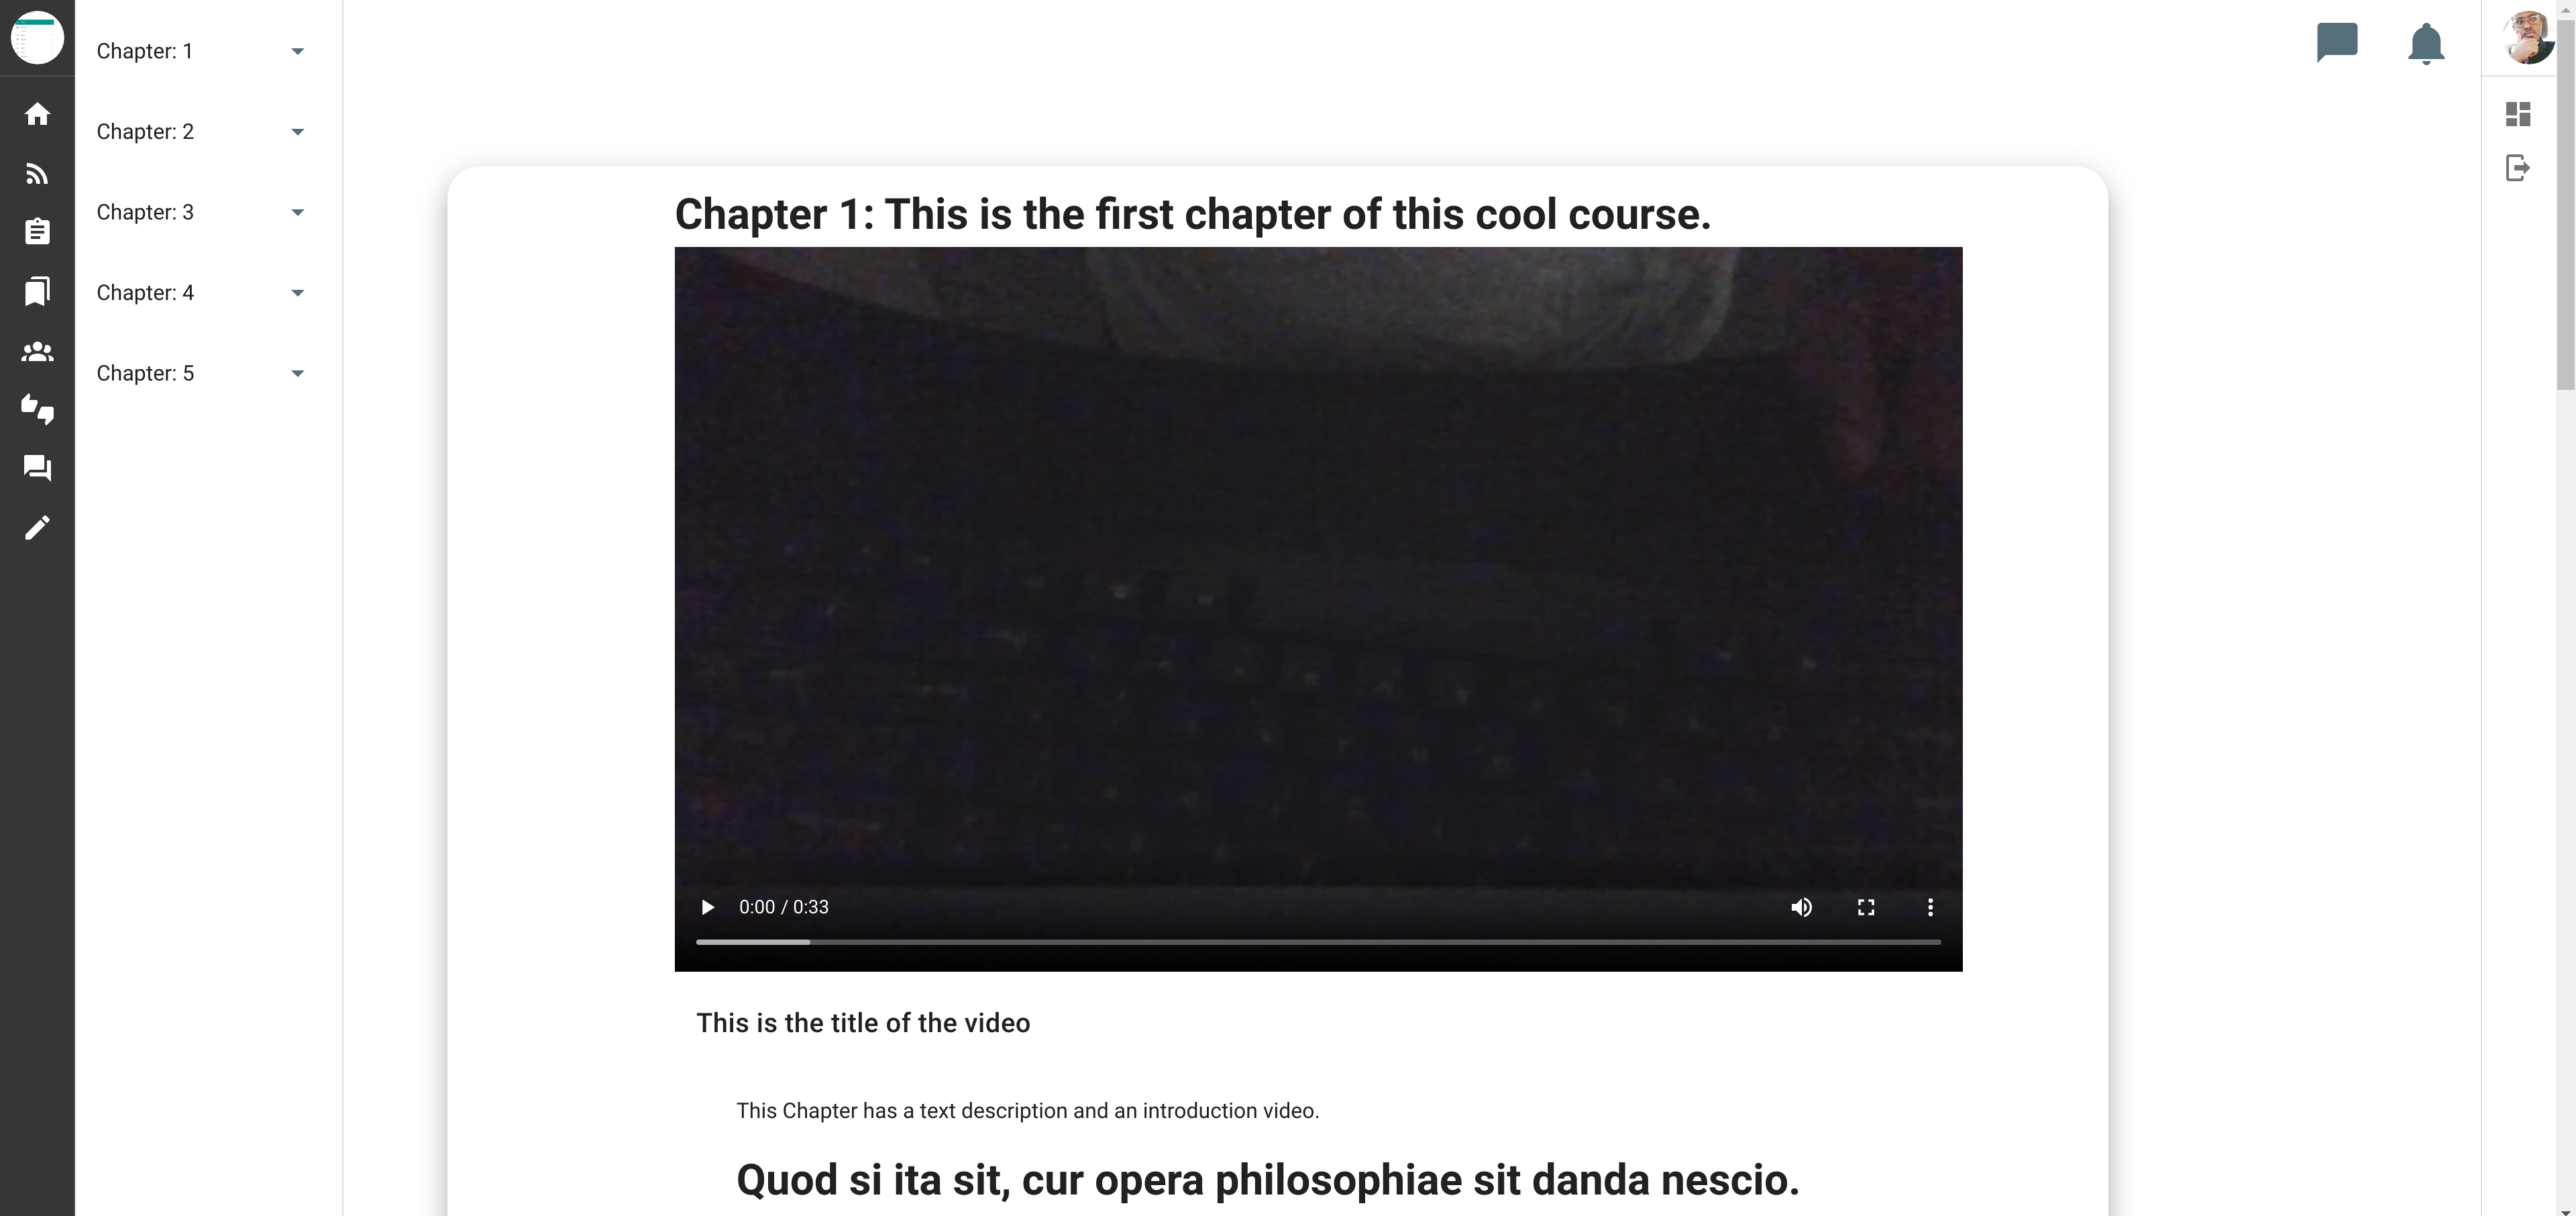 Chapter: 1
Chapter: 2
Chapter: 3
Chapter: 4
Chapter: 5
Chapter 1: This is the first chapter of this cool course.
0:00 / 0:33
This is the title of the video
This Chapter has a text description and an introduction video.
Quod si ita sit, cur opera philosophiae sit danda nescio.